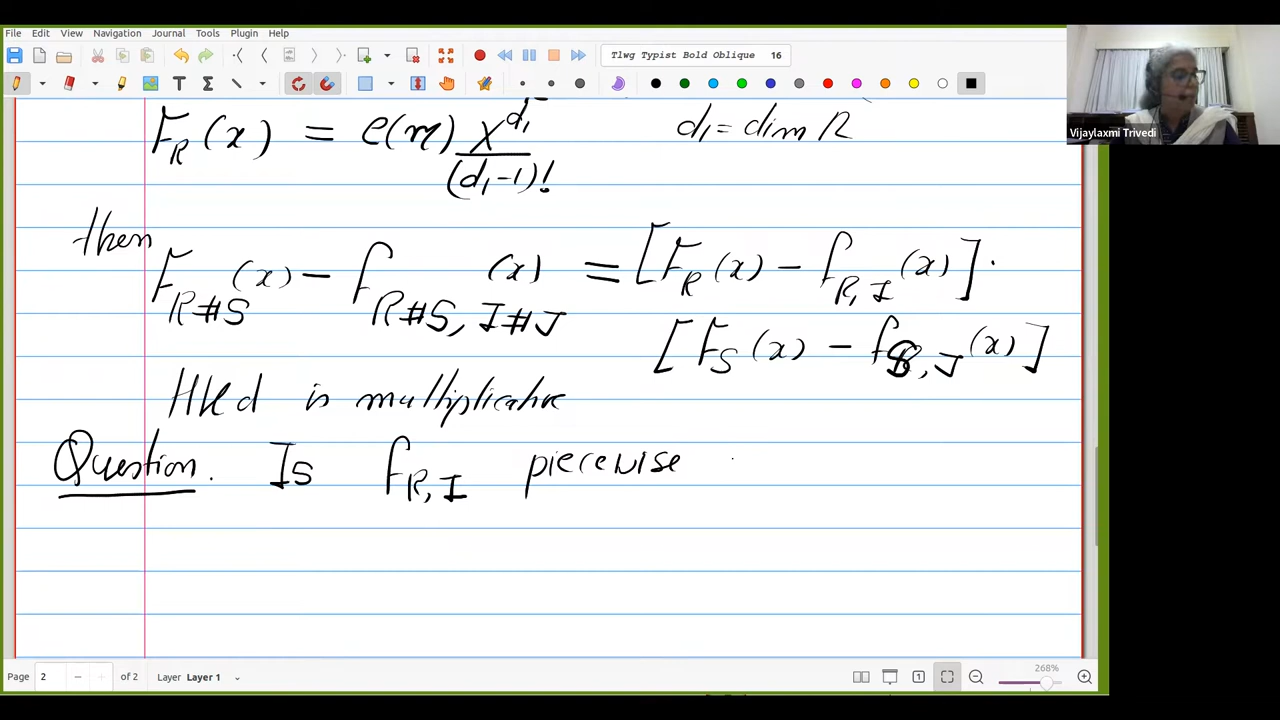 File Edit View Navigation Journal Tools Plugin Help
Tlwg Typist Bold Oblique 16
Vijaylaxmi Trivedi
F_R (x) = e(m) x^{d_1} / (d_1-1)! d_1 = dim R
then
F_{R#S} (x) - f_{R#S, I#J} (x) = [F_R (x) - f_{R,I} (x)] .
[F_S (x) - f_{S,J} (x)]
HKd is multiplicative
Question. Is f_{R,I} piecewise
Page 2 of 2 Layer Layer 1 268%